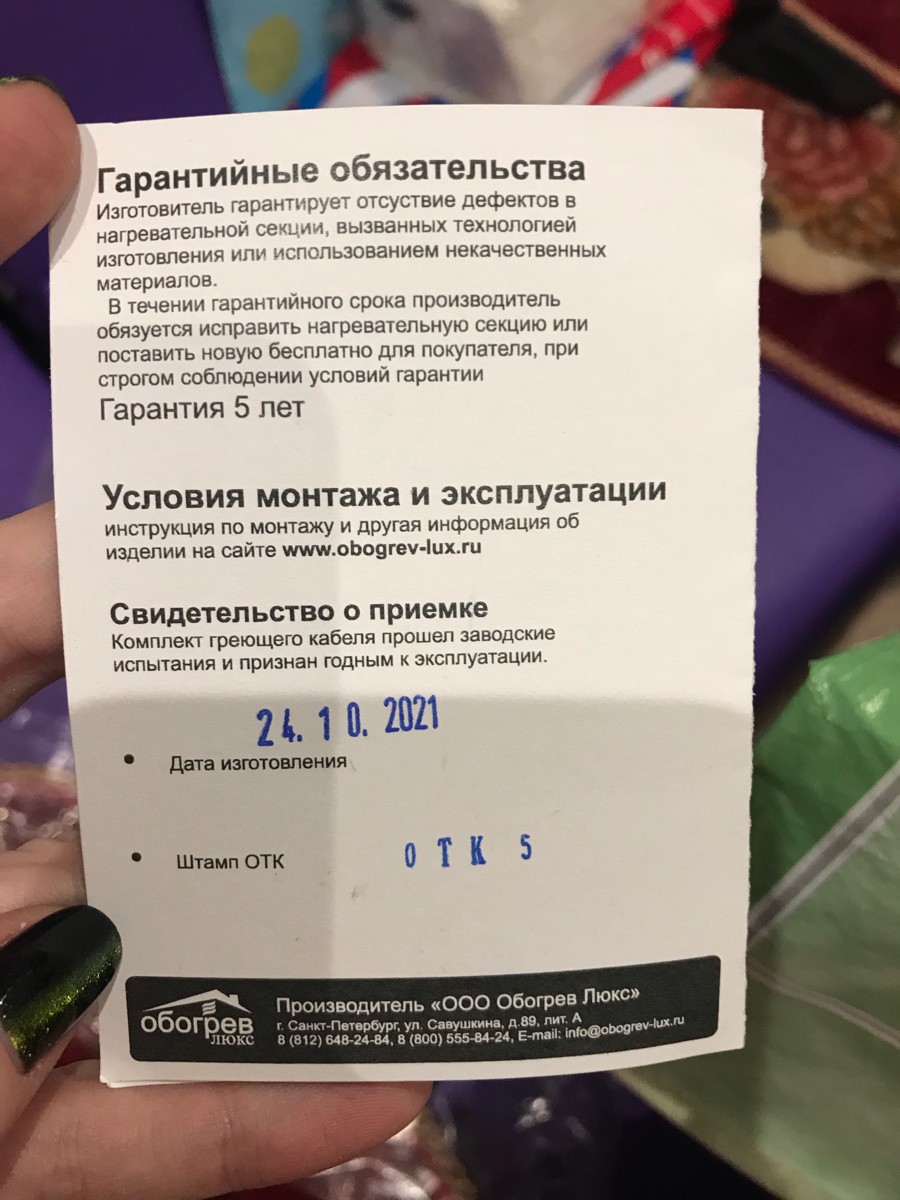 Гарантийные обязательства
Изготовитель гарантирует отсуствие дефектов в
нагревательной секции, вызванных технологией
изготовления или использованием некачественных
материалов.
В течении гарантийного срока производитель
обязуется исправить нагревательную секцию или
поставить новую бесплатно для покупателя, при
строгом соблюдении условий гарантии
Гарантия 5 лет
Условия монтажа и эксплуатации
инструкция по монтажу и другая информация об
изделии на сайте www.obogrev-lux.ru
Свидетельство о приемке
Комплект греющего кабеля прошел заводские
испытания и признан годным к эксплуатации.
24. 10. 2021
• Дата изготовления
• Штамп ОТК ОТК 5
обогрев
люкс
Производитель «ООО Обогрев Люкс»
г. Санкт-Петербург, ул. Савушкина, д.89, лит. А
8 (812) 648-24-84, 8 (800) 555-84-24, E-mail: info@obogrev-lux.ru